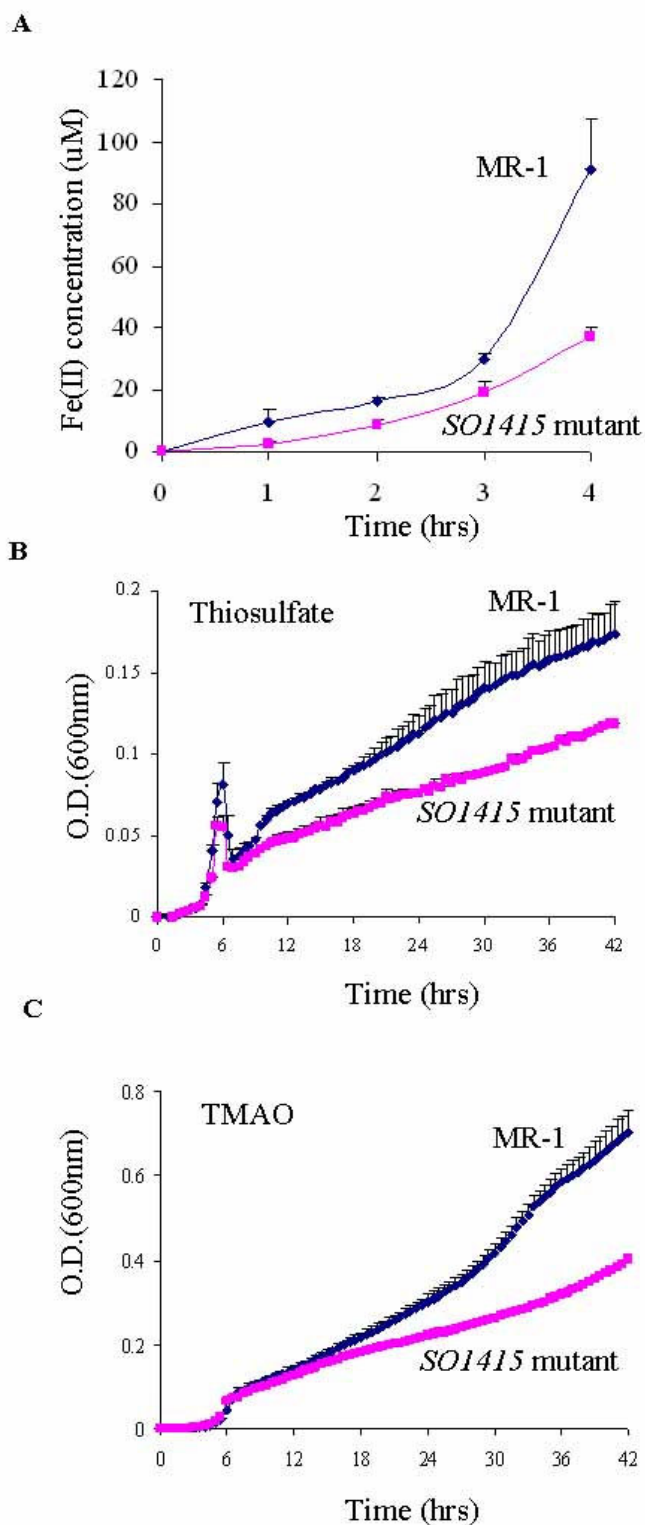 A
120
100
80
60
40
20
0
Fe(II) concentration (uM)
MR-1
SO1415 mutant
0 1 2 3 4
Time (hrs)
B
0.2
0.15
0.1
0.05
0
O.D.(600nm)
Thiosulfate
MR-1
SO1415 mutant
0 6 12 18 24 30 36 42
Time (hrs)
C
0.8
0.6
0.4
0.2
0
O.D.(600nm)
TMAO
MR-1
SO1415 mutant
0 6 12 18 24 30 36 42
Time (hrs)